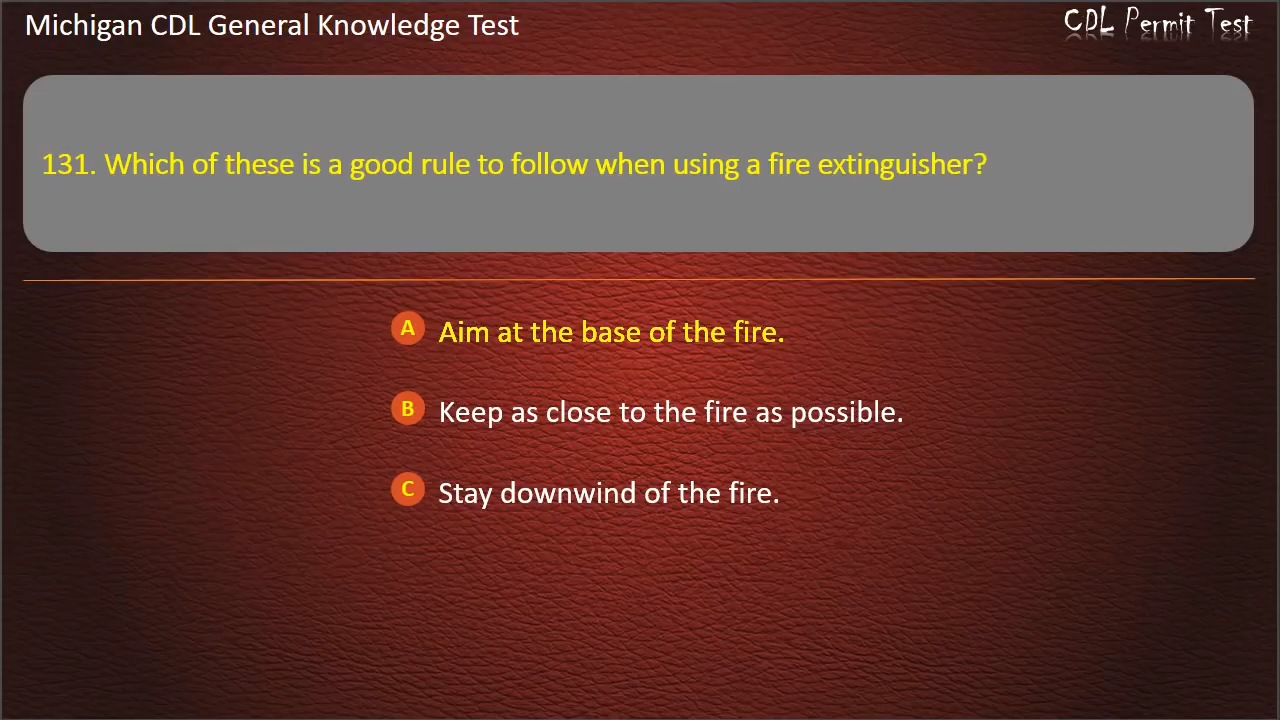 Michigan CDL General Knowledge Test
CDL Permit Test
131. Which of these is a good rule to follow when using a fire extinguisher?
A Aim at the base of the fire.
B Keep as close to the fire as possible.
C Stay downwind of the fire.